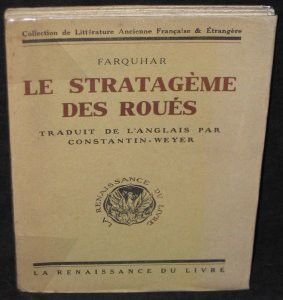 Collection de Littérature Ancienne Française & Étrangère
FARQUHAR
LE STRATAGÈME
DES ROUÉS
TRADUIT DE L'ANGLAIS PAR
CONSTANTIN-WEYER
LA RENAISSANCE DU LIVRE
LA RENAISSANCE DU LIVRE